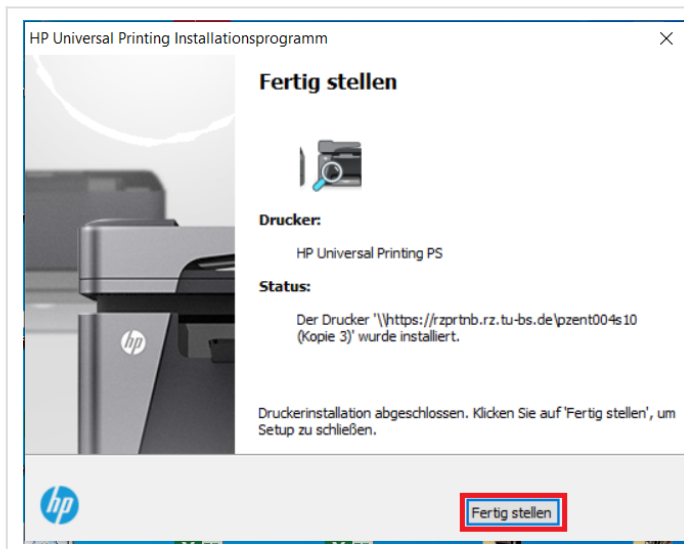 HP Universal Printing Installationsprogramm
Fertig stellen
Drucker:
HP Universal Printing PS
Status:
Der Drucker '\\https://rzprtnb.rz.tu-bs.de\pzent004s10
(Kopie 3)' wurde installiert.
Druckerinstallation abgeschlossen. Klicken Sie auf 'Fertig stellen', um
Setup zu schließen.
hp
hp
Fertig stellen